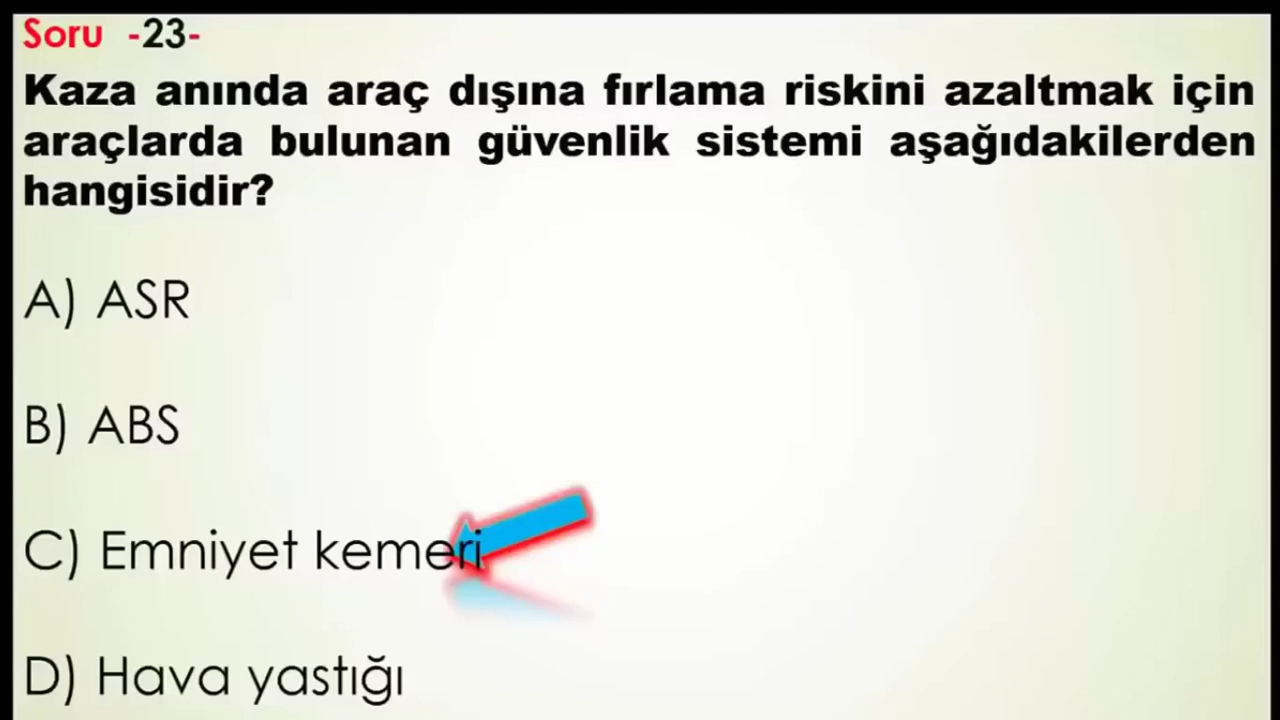 Soru -23-
Kaza anında araç dışına fırlama riskini azaltmak için
araçlarda bulunan güvenlik sistemi aşağıdakilerden
hangisidir?
A) ASR
B) ABS
C) Emniyet kemeri
D) Hava yastığı